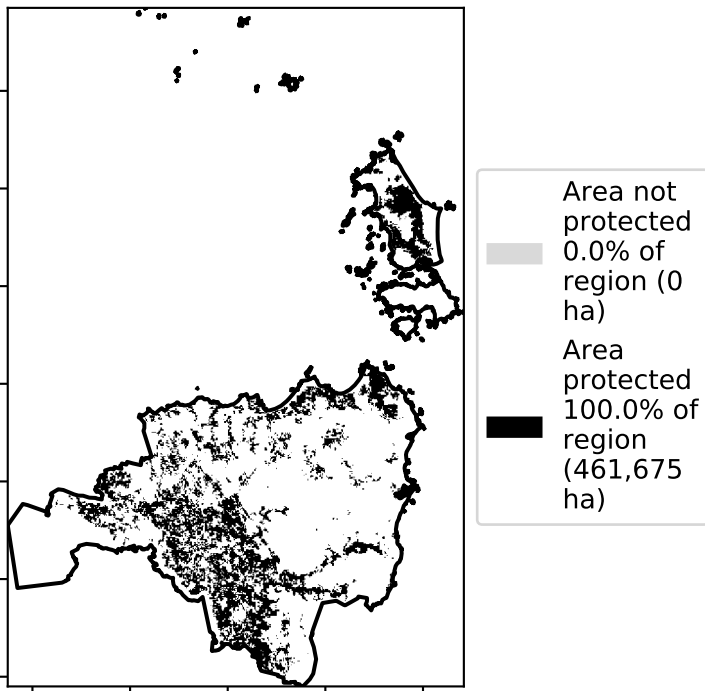 Area not
protected
0.0% of
region (0
ha)
Area
protected
100.0% of
region
(461,675
ha)